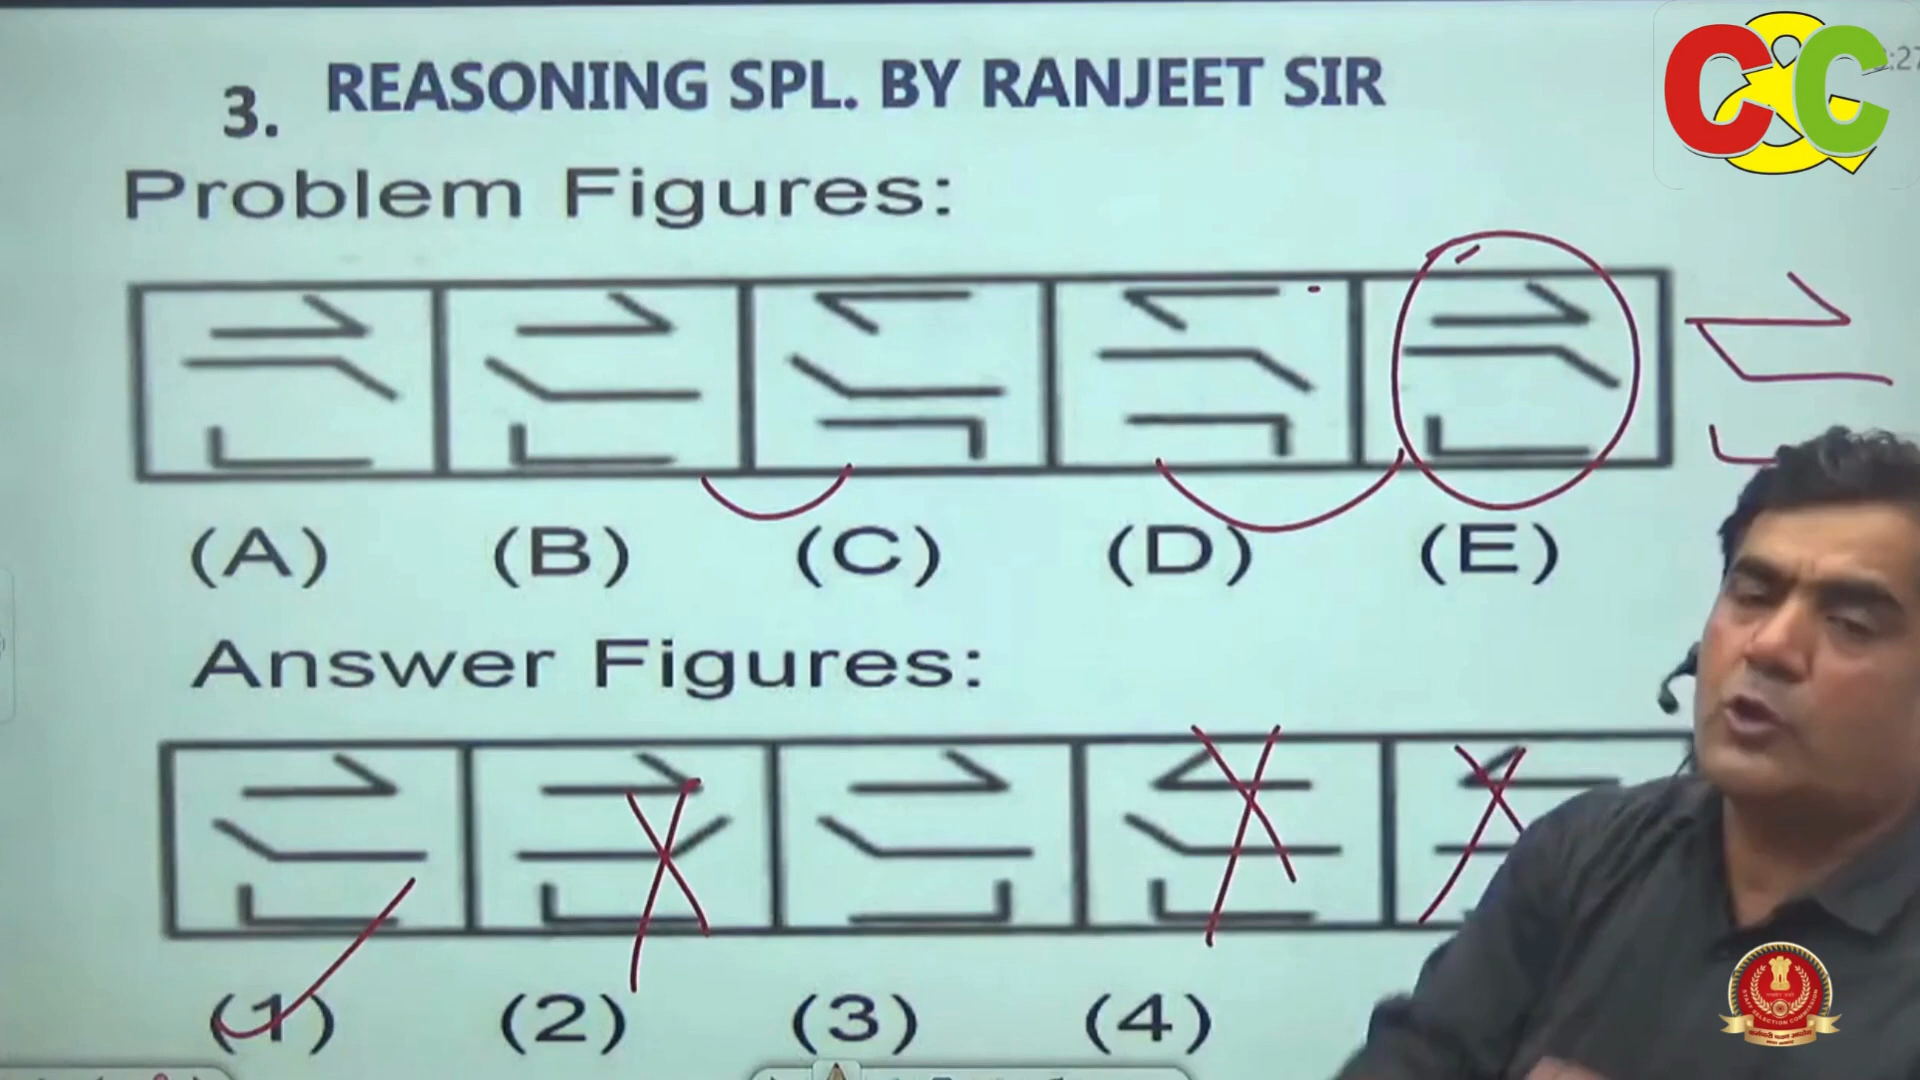 REASONING SPL. BY RANJEET SIR
3.
Problem Figures:
(A) (B) (C) (D) (E)
Answer Figures:
(1) (2) (3) (4)
C&C